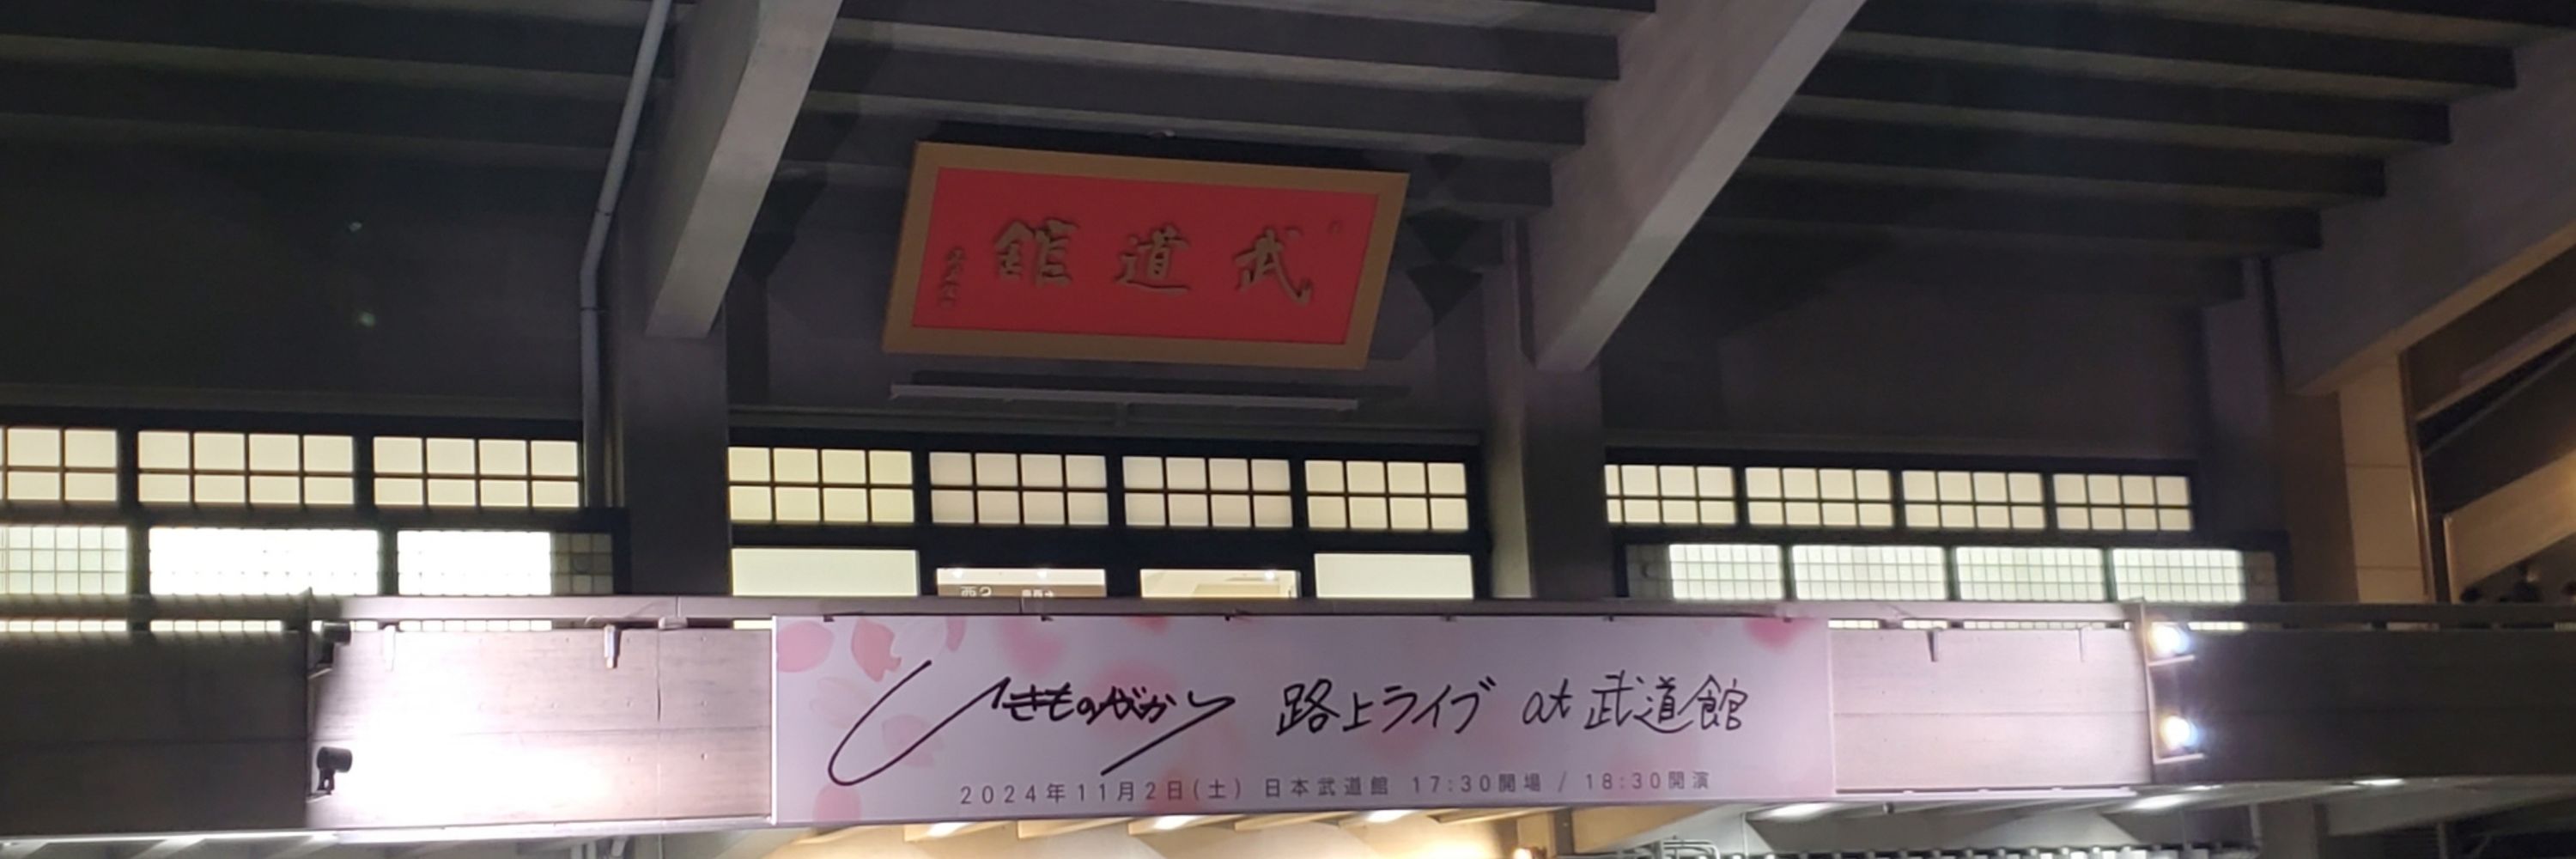 武道館
西2
いきものがかり 路上ライブ at 武道館
2024年11月2日(土) 日本武道館 17:30開場 / 18:30開演